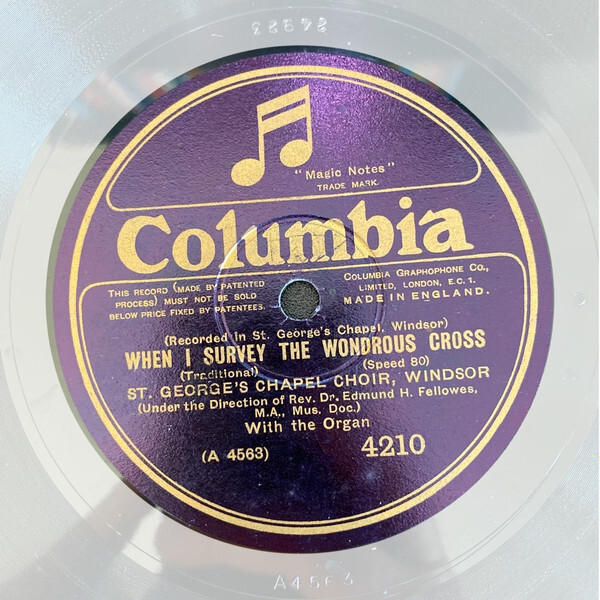 24923
"Magic Notes"
TRADE MARK.
Columbia
THIS RECORD (MADE BY PATENTED
PROCESS) MUST NOT BE SOLD
BELOW PRICE FIXED BY PATENTEES.
COLUMBIA GRAPHOPHONE CO.,
LIMITED, LONDON, E.C. 1.
MADE IN ENGLAND.
(Recorded in St. George's Chapel, Windsor)
WHEN I SURVEY THE WONDROUS CROSS
(Traditional) (Speed 80)
ST. GEORGE'S CHAPEL CHOIR, WINDSOR
(Under the Direction of Rev. Dr. Edmund H. Fellowes,
M.A., Mus. Doc.)
With the Organ
(A 4563) 4210
A4563